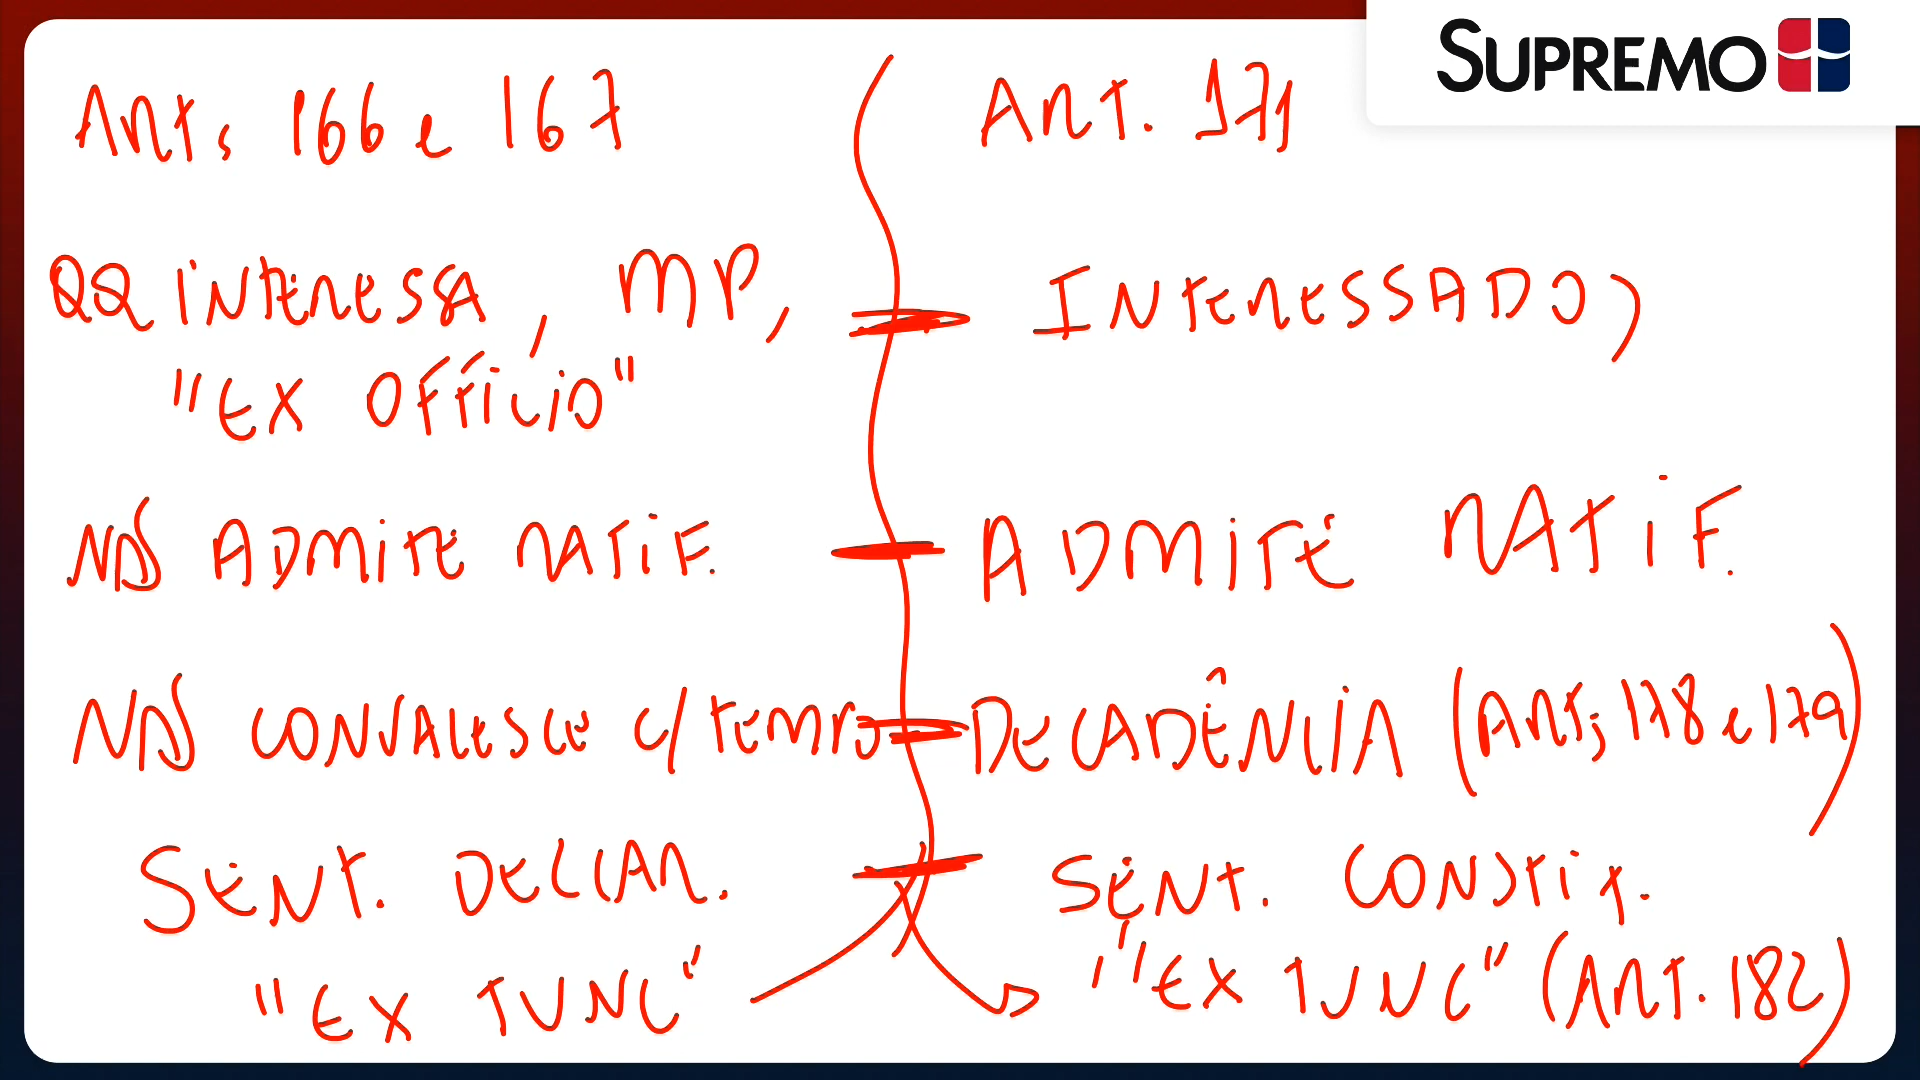 SUPREMO
Art. 171
Arts 166 e 167
QQ interessa, MP,
"ex officio"
Interessado,
Não admite ratif.
Admite ratif.
Não convalesce c/ tempo
Decadência (Arts 178 e 179)
Sent. declar.
"ex tunc"
Sent. constit.
"ex tunc" (Art. 182)